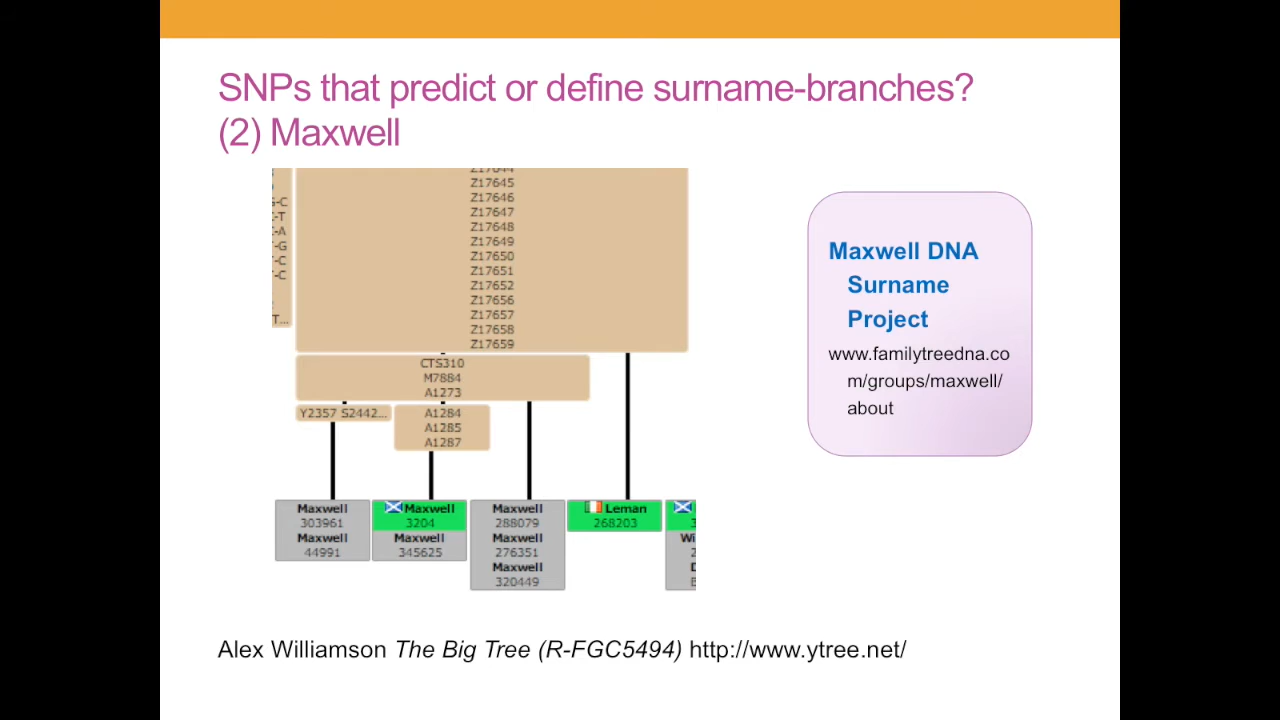 SNPs that predict or define surname-branches?
(2) Maxwell
Z17645
Z17646
Z17647
Z17648
Z17649
Z17650
Z17651
Z17652
Z17656
Z17657
Z17658
Z17659
-C
-T
-A
-G
-C
-C
T...
CTS310
M7884
A1273
Y2357 S2442...
A1284
A1285
A1287
Maxwell
303961
Maxwell
44991
Maxwell
3204
Maxwell
345625
Maxwell
288079
Maxwell
276351
Maxwell
320449
Leman
268203
Wi
Maxwell DNA
Surname
Project
www.familytreedna.co
m/groups/maxwell/
about
Alex Williamson The Big Tree (R-FGC5494) http://www.ytree.net/